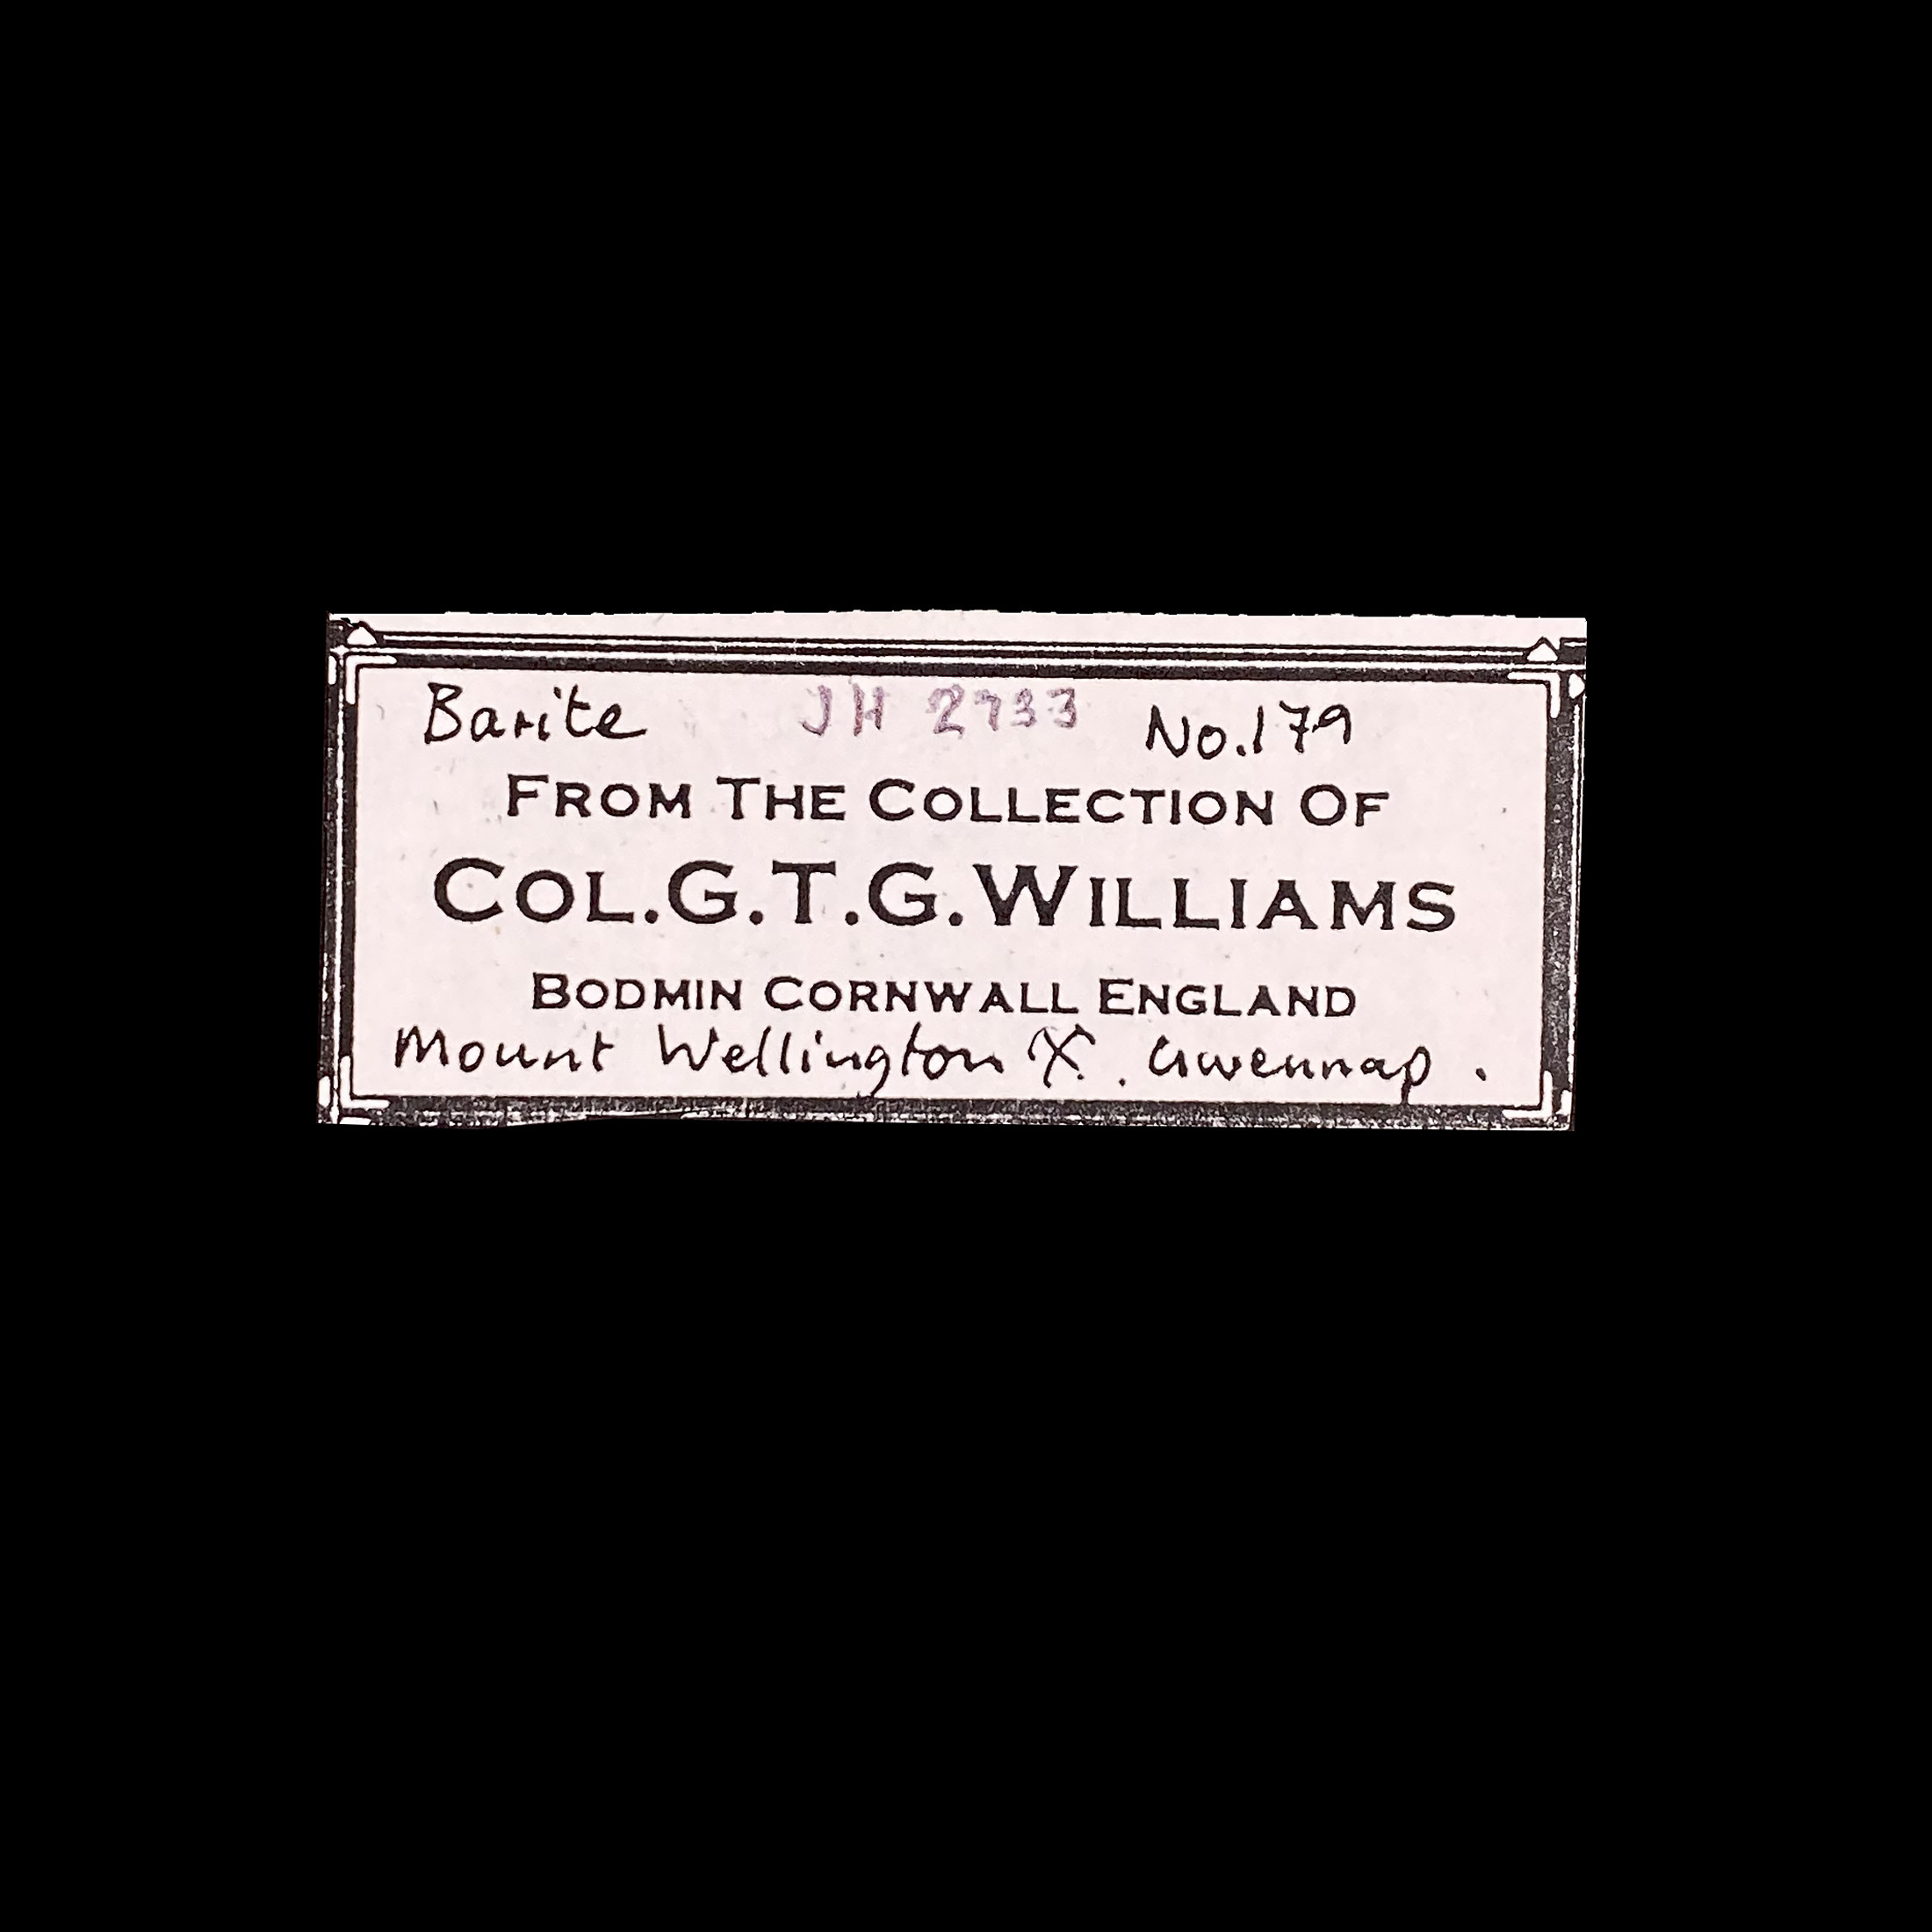 Barite JH 2733 No.179
FROM THE COLLECTION OF
COL.G.T.G.WILLIAMS
BODMIN CORNWALL ENGLAND
Mount Wellington . Gwennap .